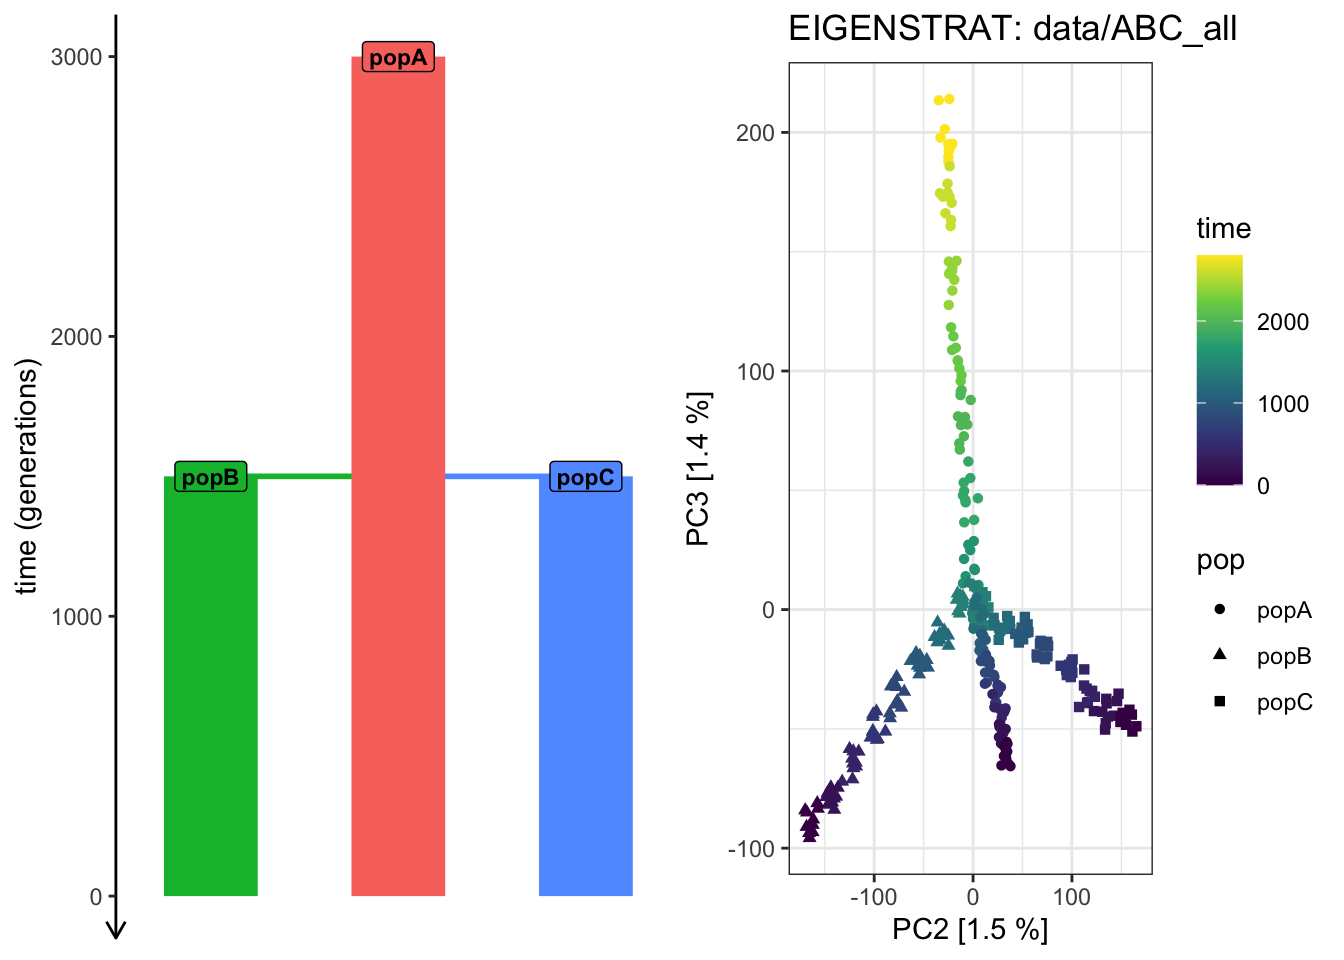 time (generations)
3000
2000
1000
0
popA
popB
popC
EIGENSTRAT: data/ABC_all
PC3 [1.4 %]
200
100
0
-100
-100
0
100
PC2 [1.5 %]
time
2000
1000
0
pop
popA
popB
popC